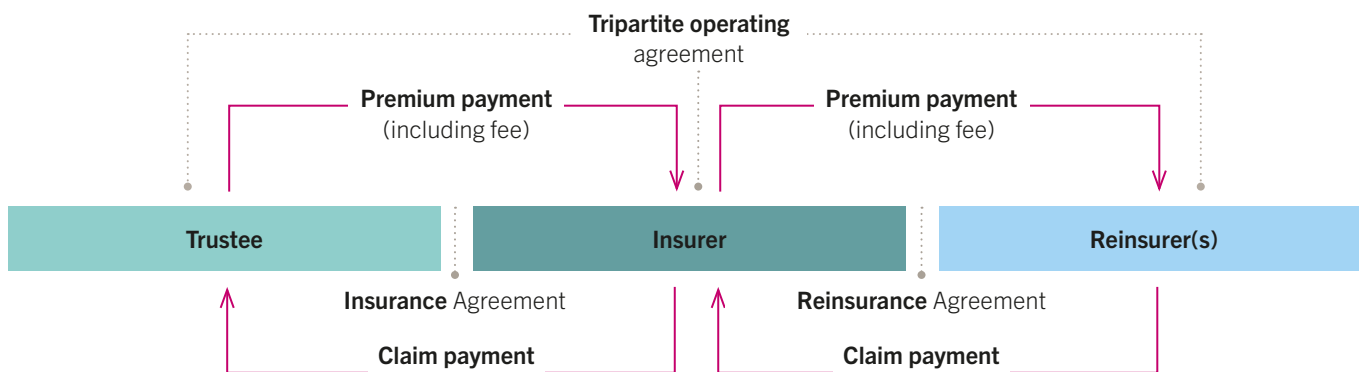 Tripartite operating
agreement
Premium payment
(including fee)
Premium payment
(including fee)
Trustee
Insurer
Reinsurer(s)
Insurance Agreement
Reinsurance Agreement
Claim payment
Claim payment